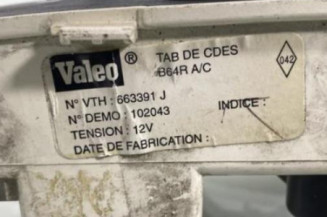 Valeo ®
TAB DE CDES
B64R A/C
042
N° VTH : 663391 J
N° DEMO : 102043
INDICE :
TENSION : 12V
DATE DE FABRICATION :